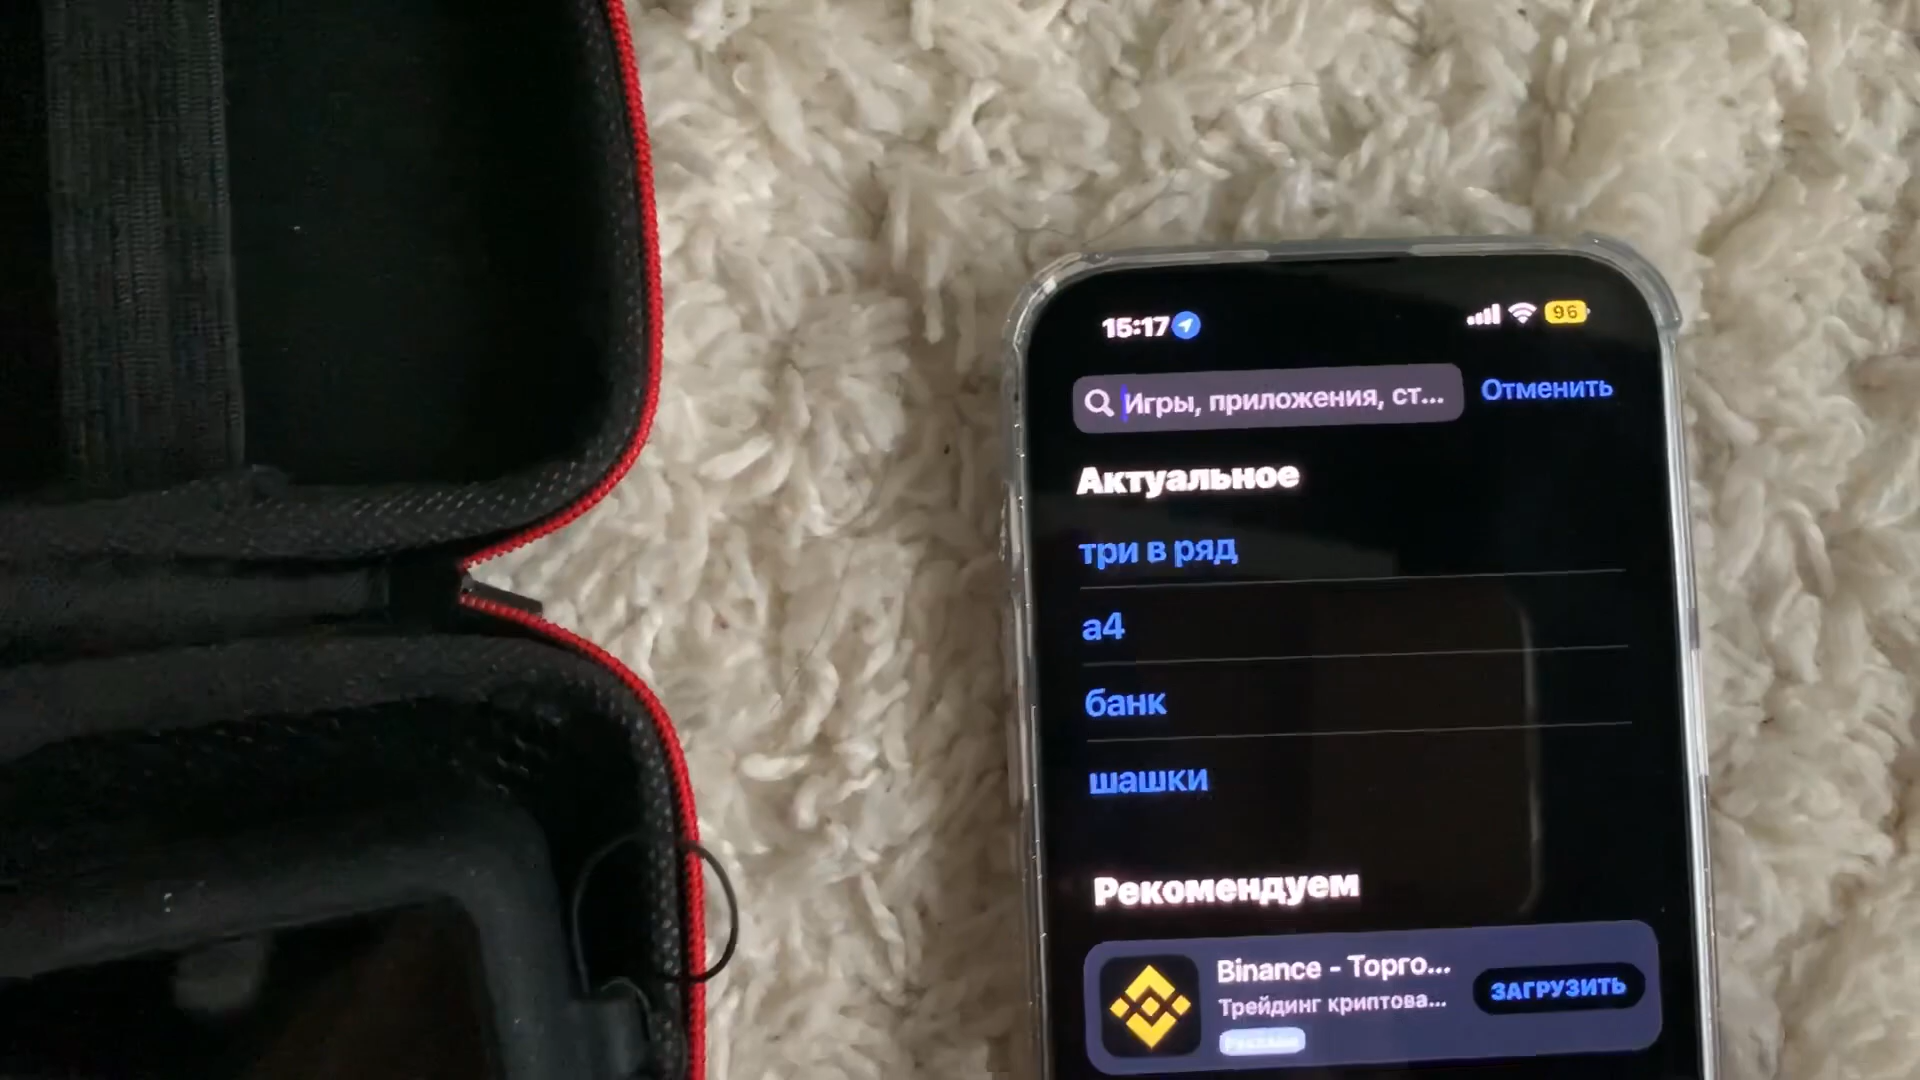 15:17 96
Игры, приложения, ст... Отменить
Актуальное
три в ряд
а4
банк
шашки
Рекомендуем
Binance - Торго...
Трейдинг криптова...
ЗАГРУЗИТЬ
Реклама